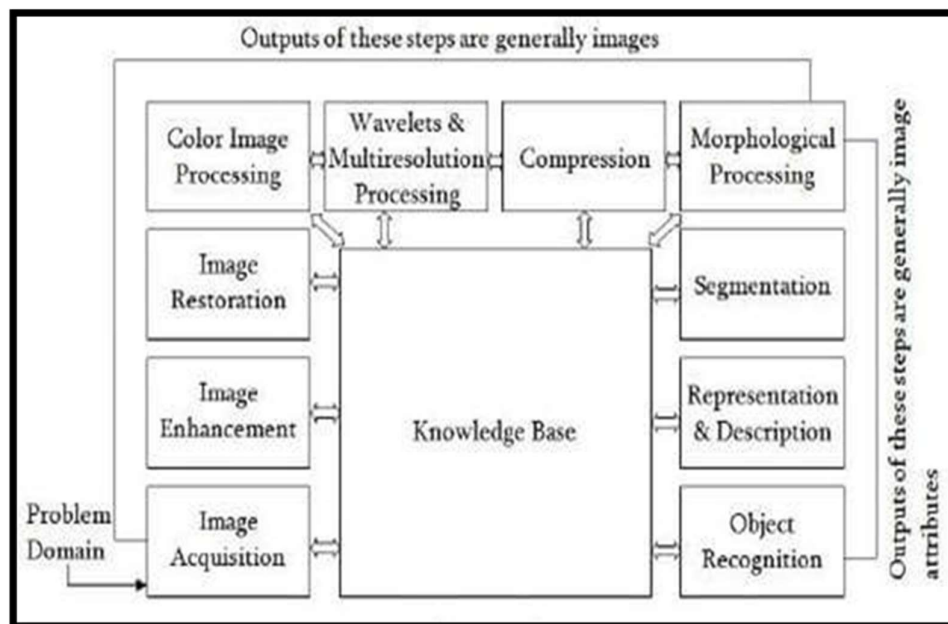 Outputs of these steps are generally images
Color Image
Processing
Wavelets &
Multiresolution
Processing
Compression
Morphological
Processing
Outputs of these steps are generally image
attributes
Image
Restoration
Segmentation
Image
Enhancement
Knowledge Base
Representation
& Description
Problem
Domain
Image
Acquisition
Object
Recognition